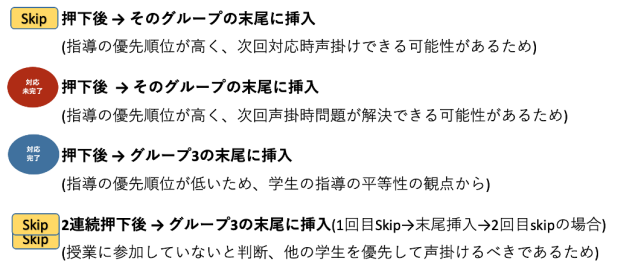 Skip 押下後 → そのグループの末尾に挿入
(指導の優先順位が高く、次回対応時声掛けできる可能性があるため)
対応
未完了
押下後 → そのグループの末尾に挿入
(指導の優先順位が高く、次回声掛時問題が解決できる可能性があるため)
対応
完了
押下後 → グループ3の末尾に挿入
(指導の優先順位が低いため、学生の指導の平等性の観点から)
Skip
Skip
2連続押下後 → グループ3の末尾に挿入(1回目Skip→末尾挿入→2回目skipの場合)
(授業に参加していないと判断、他の学生を優先して声掛けるべきであるため)